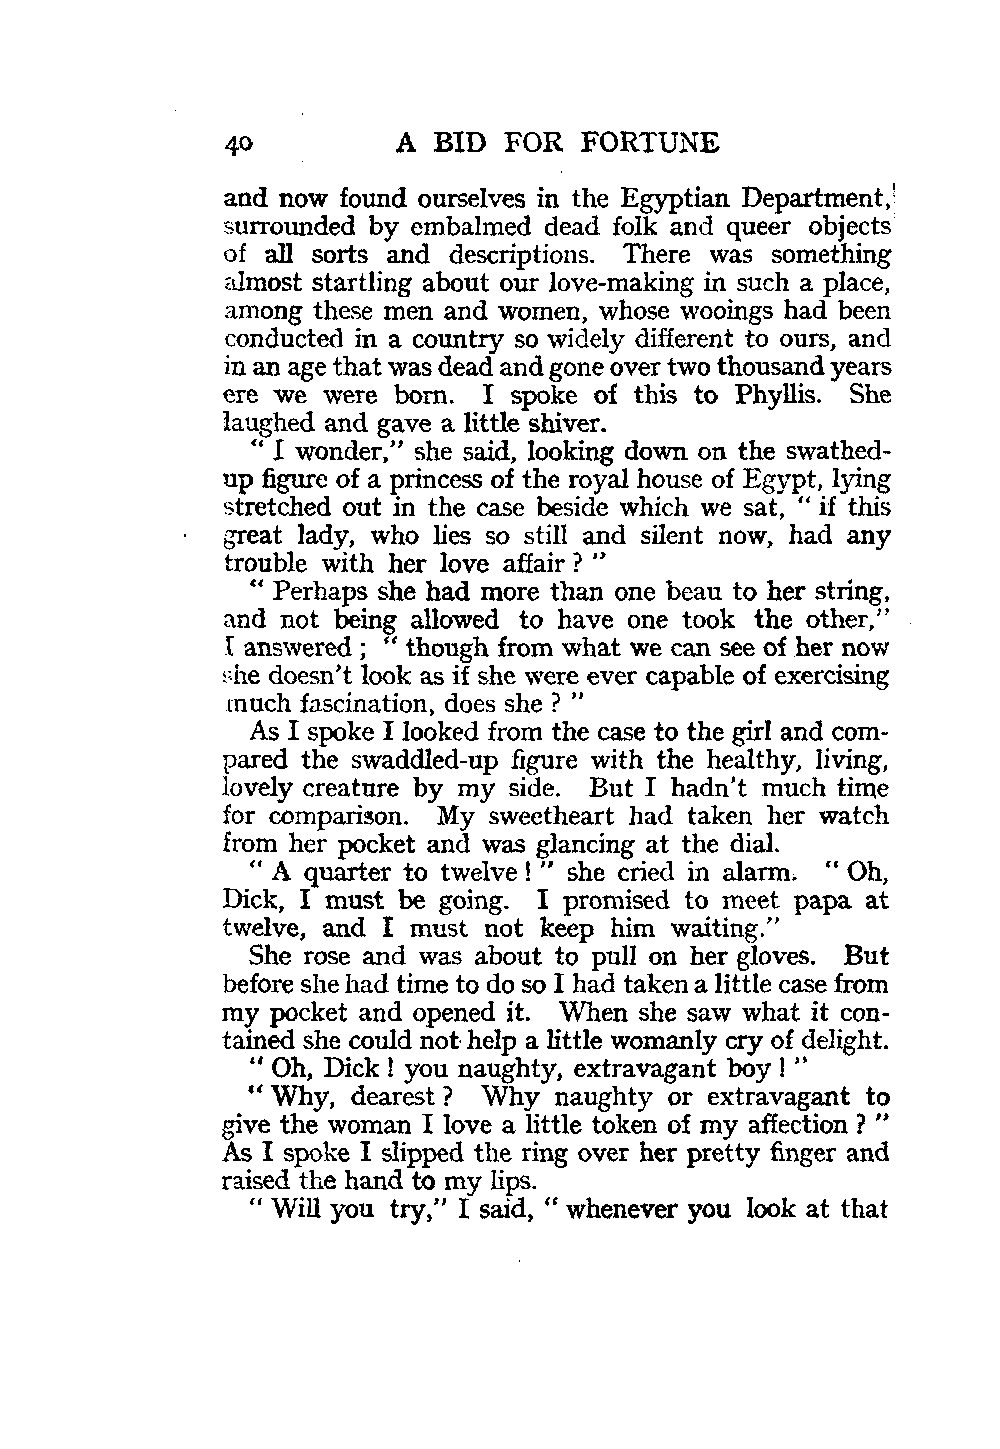 40 A BID FOR FORTUNE
and now found ourselves in the Egyptian Department,
surrounded by embalmed dead folk and queer objects
of all sorts and descriptions. There was something
almost startling about our love-making in such a place,
among these men and women, whose wooings had been
conducted in a country so widely different to ours, and
in an age that was dead and gone over two thousand years
ere we were born. I spoke of this to Phyllis. She
laughed and gave a little shiver.
" I wonder," she said, looking down on the swathed-
up figure of a princess of the royal house of Egypt, lying
stretched out in the case beside which we sat, " if this
great lady, who lies so still and silent now, had any
trouble with her love affair ? "
" Perhaps she had more than one beau to her string,
and not being allowed to have one took the other,"
I answered ; " though from what we can see of her now
she doesn't look as if she were ever capable of exercising
much fascination, does she ? "
As I spoke I looked from the case to the girl and com-
pared the swaddled-up figure with the healthy, living,
lovely creature by my side. But I hadn't much time
for comparison. My sweetheart had taken her watch
from her pocket and was glancing at the dial.
" A quarter to twelve ! " she cried in alarm. " Oh,
Dick, I must be going. I promised to meet papa at
twelve, and I must not keep him waiting."
She rose and was about to pull on her gloves. But
before she had time to do so I had taken a little case from
my pocket and opened it. When she saw what it con-
tained she could not help a little womanly cry of delight.
" Oh, Dick ! you naughty, extravagant boy ! "
" Why, dearest ? Why naughty or extravagant to
give the woman I love a little token of my affection ? "
As I spoke I slipped the ring over her pretty finger and
raised the hand to my lips.
" Will you try," I said, " whenever you look at that